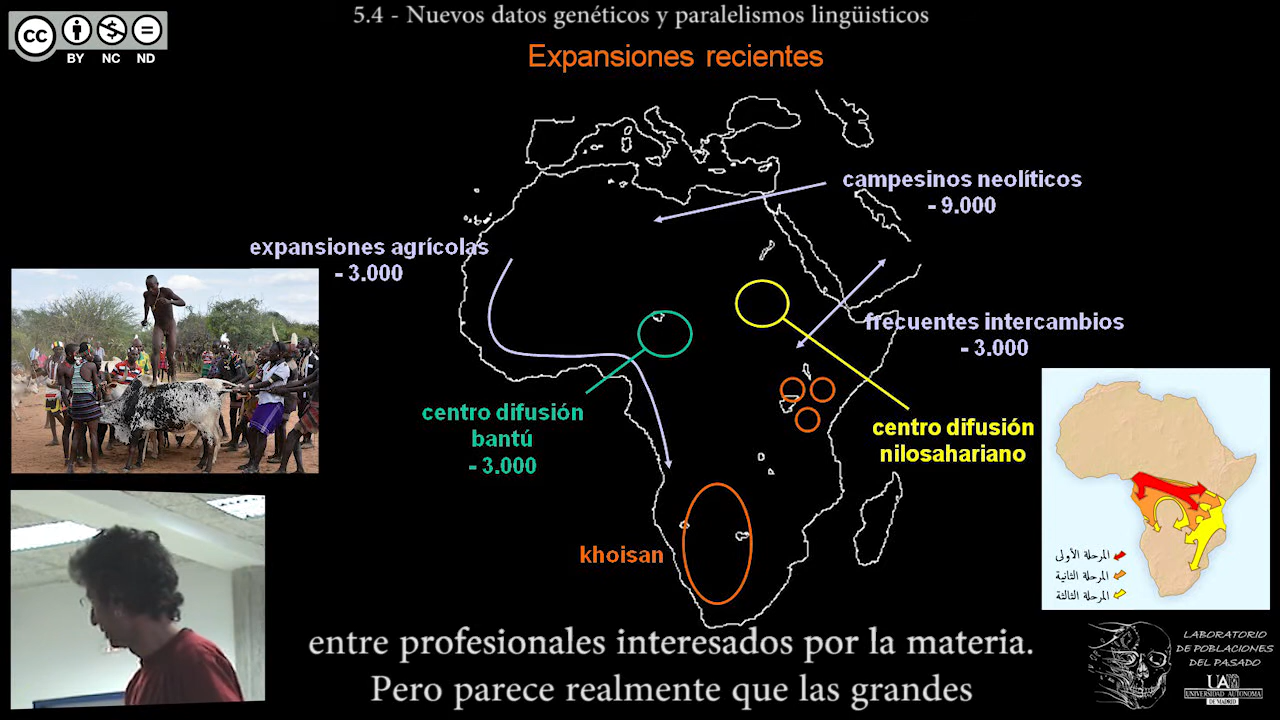 5.4 - Nuevos datos genéticos y paralelismos lingüisticos
cc
BY NC ND
Expansiones recientes
campesinos neolíticos
- 9.000
expansiones agrícolas
- 3.000
frecuentes intercambios
- 3.000
centro difusión
bantú
- 3.000
centro difusión
nilosahariano
khoisan
المرحلة الأولى
المرحلة الثانية
المرحلة الثالثة
entre profesionales interesados por la materia.
Pero parece realmente que las grandes
LABORATORIO
DE POBLACIONES
DEL PASADO
UAM
UNIVERSIDAD AUTONOMA
DE MADRID